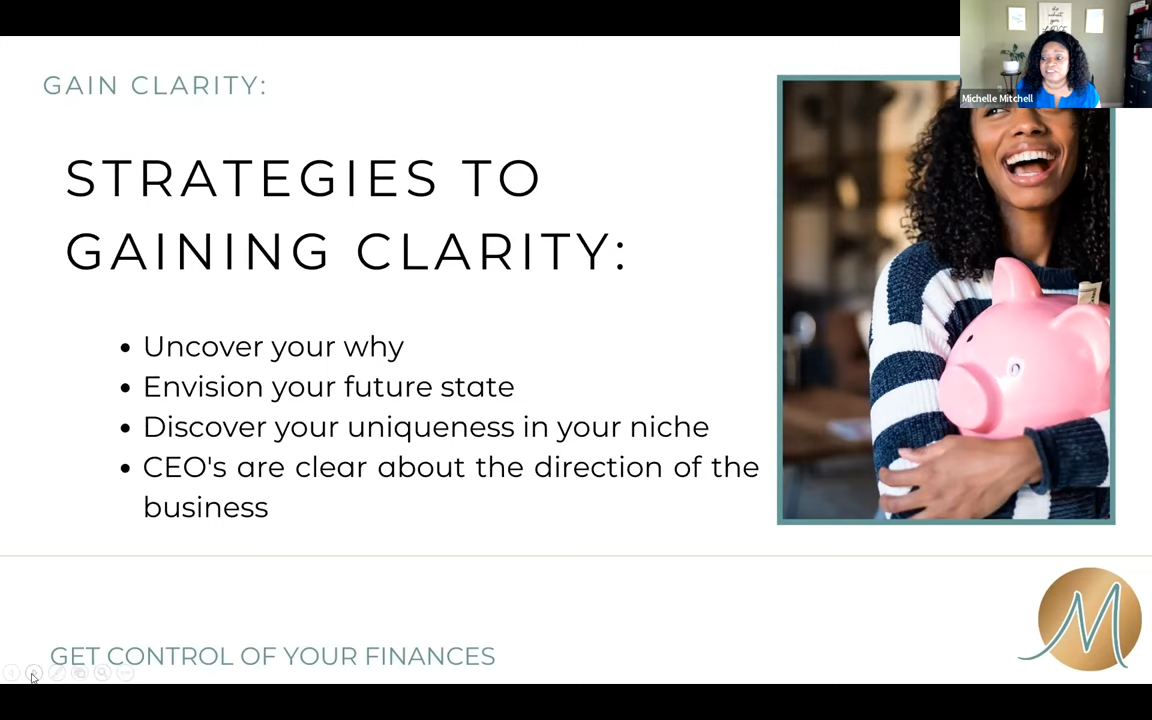 GAIN CLARITY:
STRATEGIES TO
GAINING CLARITY:
• Uncover your why
• Envision your future state
• Discover your uniqueness in your niche
• CEO's are clear about the direction of the
business
GET CONTROL OF YOUR FINANCES
M
Michelle Mitchell